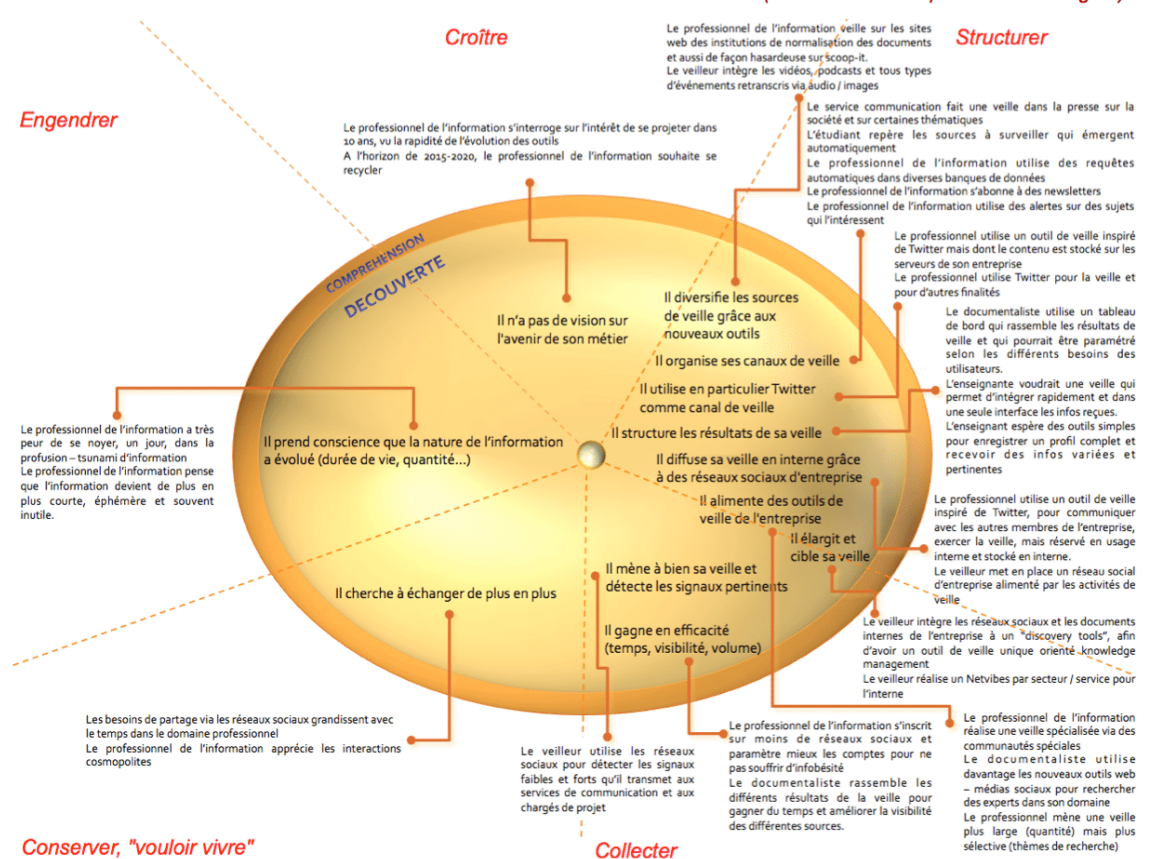 Croître
Structurer
Engendrer
Le professionnel de l'information veille sur les sites
web des institutions de normalisation des documents
et aussi de façon hasardeuse sur scoop-it.
Le veilleur intègre les vidéos, podcasts et tous types
d'événements retranscris via audio / images
Le service communication fait une veille dans la presse sur la
société et sur certaines thématiques
L'étudiant repère les sources à surveiller qui émergent
automatiquement
Le professionnel de l'information utilise des requêtes
automatiques dans diverses banques de données
Le professionnel de l'information s'abonne à des newsletters
Le professionnel de l'information utilise des alertes sur des sujets
qui l'intéressent
Le professionnel de l'information s'interroge sur l'intérêt de se projeter dans
10 ans, vu la rapidité de l'évolution des outils
A l'horizon de 2015-2020, le professionnel de l'information souhaite se
recycler
Le professionnel utilise un outil de veille inspiré
de Twitter mais dont le contenu est stocké sur les
serveurs de son entreprise
Le professionnel utilise Twitter pour la veille et
pour d'autres finalités
COMPREHENSION
DECOUVERTE
Il n'a pas de vision sur
l'avenir de son métier
Il diversifie les sources
de veille grâce aux
nouveaux outils
Il organise ses canaux de veille
Il utilise en particulier Twitter
comme canal de veille
Il structure les résultats de sa veille
Il diffuse sa veille en interne grâce
à des réseaux sociaux d'entreprise
Il alimente des outils de
veille de l'entreprise
Il élargit et
cible sa veille
Le documentaliste utilise un tableau
de bord qui rassemble les résultats de
veille et qui pourrait être paramétré
selon les différents besoins des
utilisateurs.
L'enseignante voudrait une veille qui
permet d'intégrer rapidement et dans
une seule interface les infos reçues.
L'enseignant espère des outils simples
pour enregistrer un profil complet et
recevoir des infos variées et
pertinentes
Le professionnel de l'information a très
peur de se noyer, un jour, dans la
profusion – tsunami d'information
Le professionnel de l'information pense
que l'information devient de plus en
plus courte, éphémère et souvent
inutile.
Il prend conscience que la nature de l'information
a évolué (durée de vie, quantité...)
Le professionnel utilise un outil de veille
inspiré de Twitter, pour communiquer
avec les autres membres de l'entreprise,
exercer la veille, mais réservé en usage
interne et stocké en interne.
Le veilleur met en place un réseau social
d'entreprise alimenté par les activités de
veille
Il cherche à échanger de plus en plus
Il mène à bien sa veille et
détecte les signaux pertinents
Il gagne en efficacité
(temps, visibilité, volume)
Le veilleur intègre les réseaux sociaux et les documents
internes de l'entreprise à un "discovery tools", afin
d'avoir un outil de veille unique orienté knowledge
management
Le veilleur réalise un Netvibes par secteur / service pour
l'interne
Les besoins de partage via les réseaux sociaux grandissent avec
le temps dans le domaine professionnel
Le professionnel de l'information apprécie les interactions
cosmopolites
Le veilleur utilise les réseaux
sociaux pour détecter les signaux
faibles et forts qu'il transmet aux
services de communication et aux
chargés de projet
Le professionnel de l'information s'inscrit
sur moins de réseaux sociaux et
paramètre mieux les comptes pour ne
pas souffrir d'infobésité
Le documentaliste rassemble les
différents résultats de la veille pour
gagner du temps et améliorer la visibilité
des différentes sources.
Le professionnel de l'information
réalise une veille spécialisée via des
communautés spéciales
Le documentaliste utilise
davantage les nouveaux outils web
– médias sociaux pour rechercher
des experts dans son domaine
Le professionnel mène une veille
plus large (quantité) mais plus
sélective (thèmes de recherche)
Conserver, "vouloir vivre"
Collecter